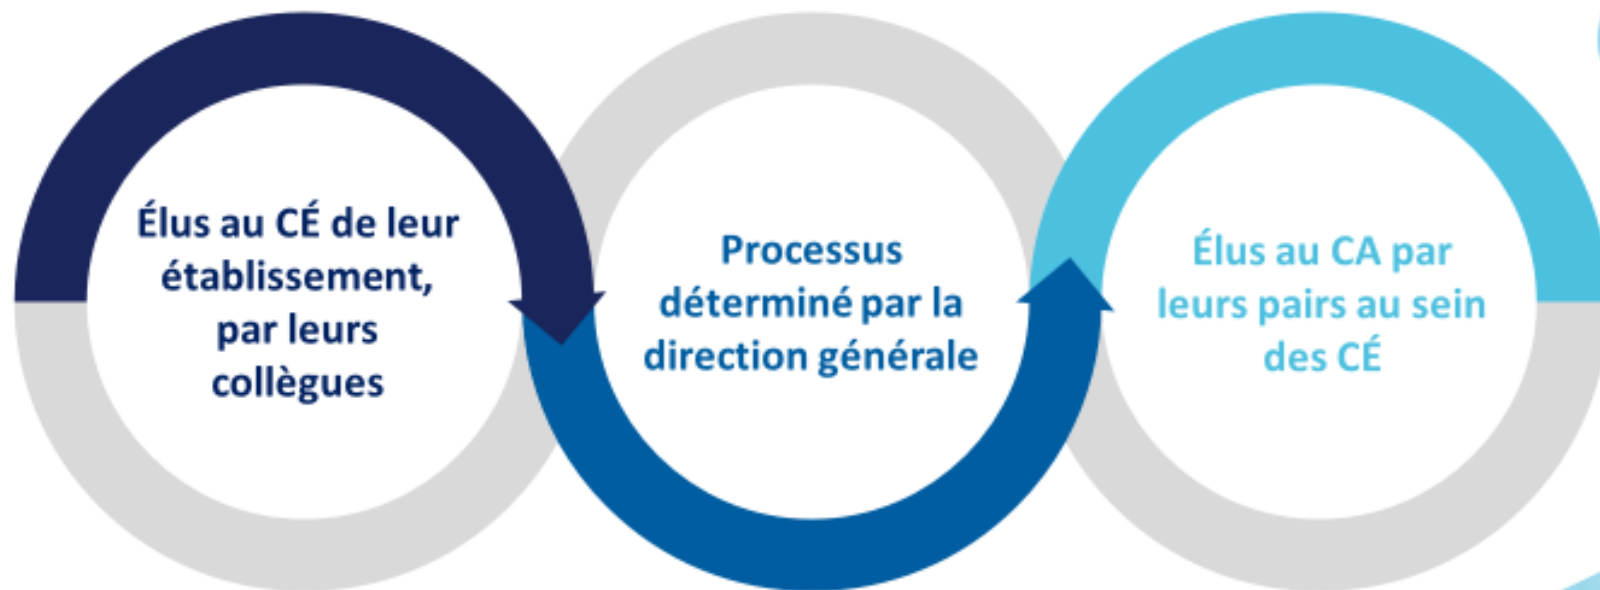 Élus au CÉ de leur
établissement,
par leurs
collègues
Processus
déterminé par la
direction générale
Élus au CA par
leurs pairs au sein
des CÉ